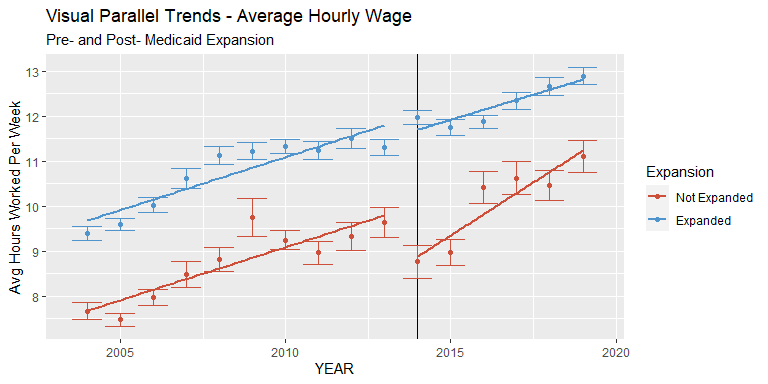 Visual Parallel Trends - Average Hourly Wage
Pre- and Post- Medicaid Expansion
Avg Hours Worked Per Week
13
12
11
10
9
8
2005
2010
2015
2020
YEAR
Expansion
Not Expanded
Expanded